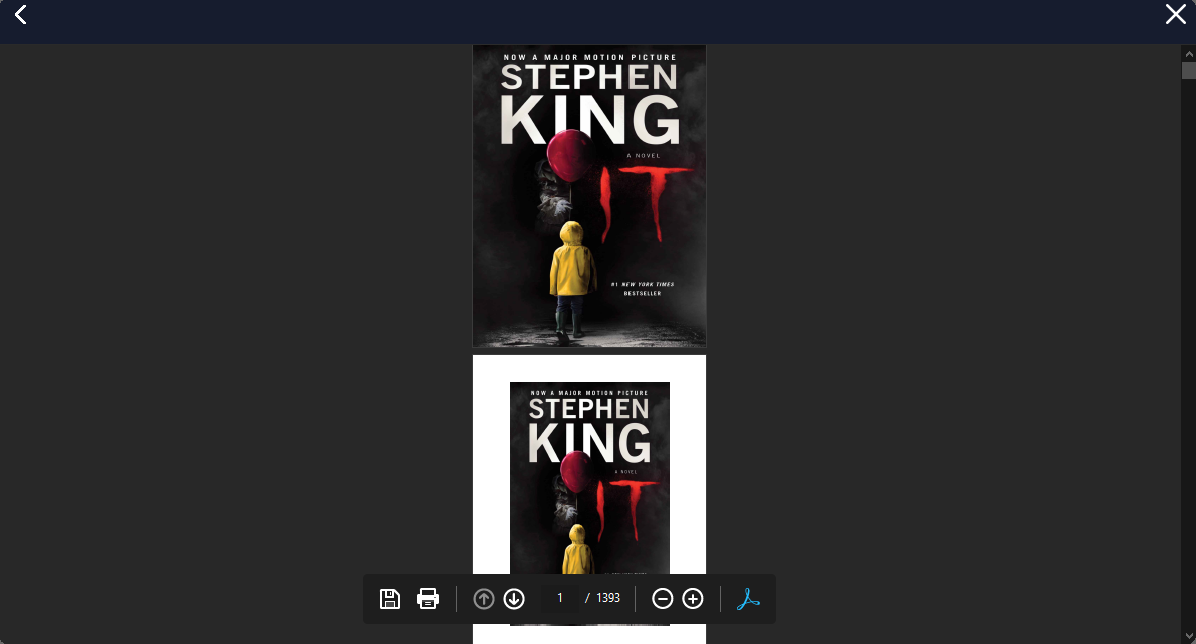 NOW A MAJOR MOTION PICTURE
STEPHEN
KING
A NOVEL
IT
#1 NEW YORK TIMES
BESTSELLER
NOW A MAJOR MOTION PICTURE
STEPHEN
KING
A NOVEL
IT
1 / 1393